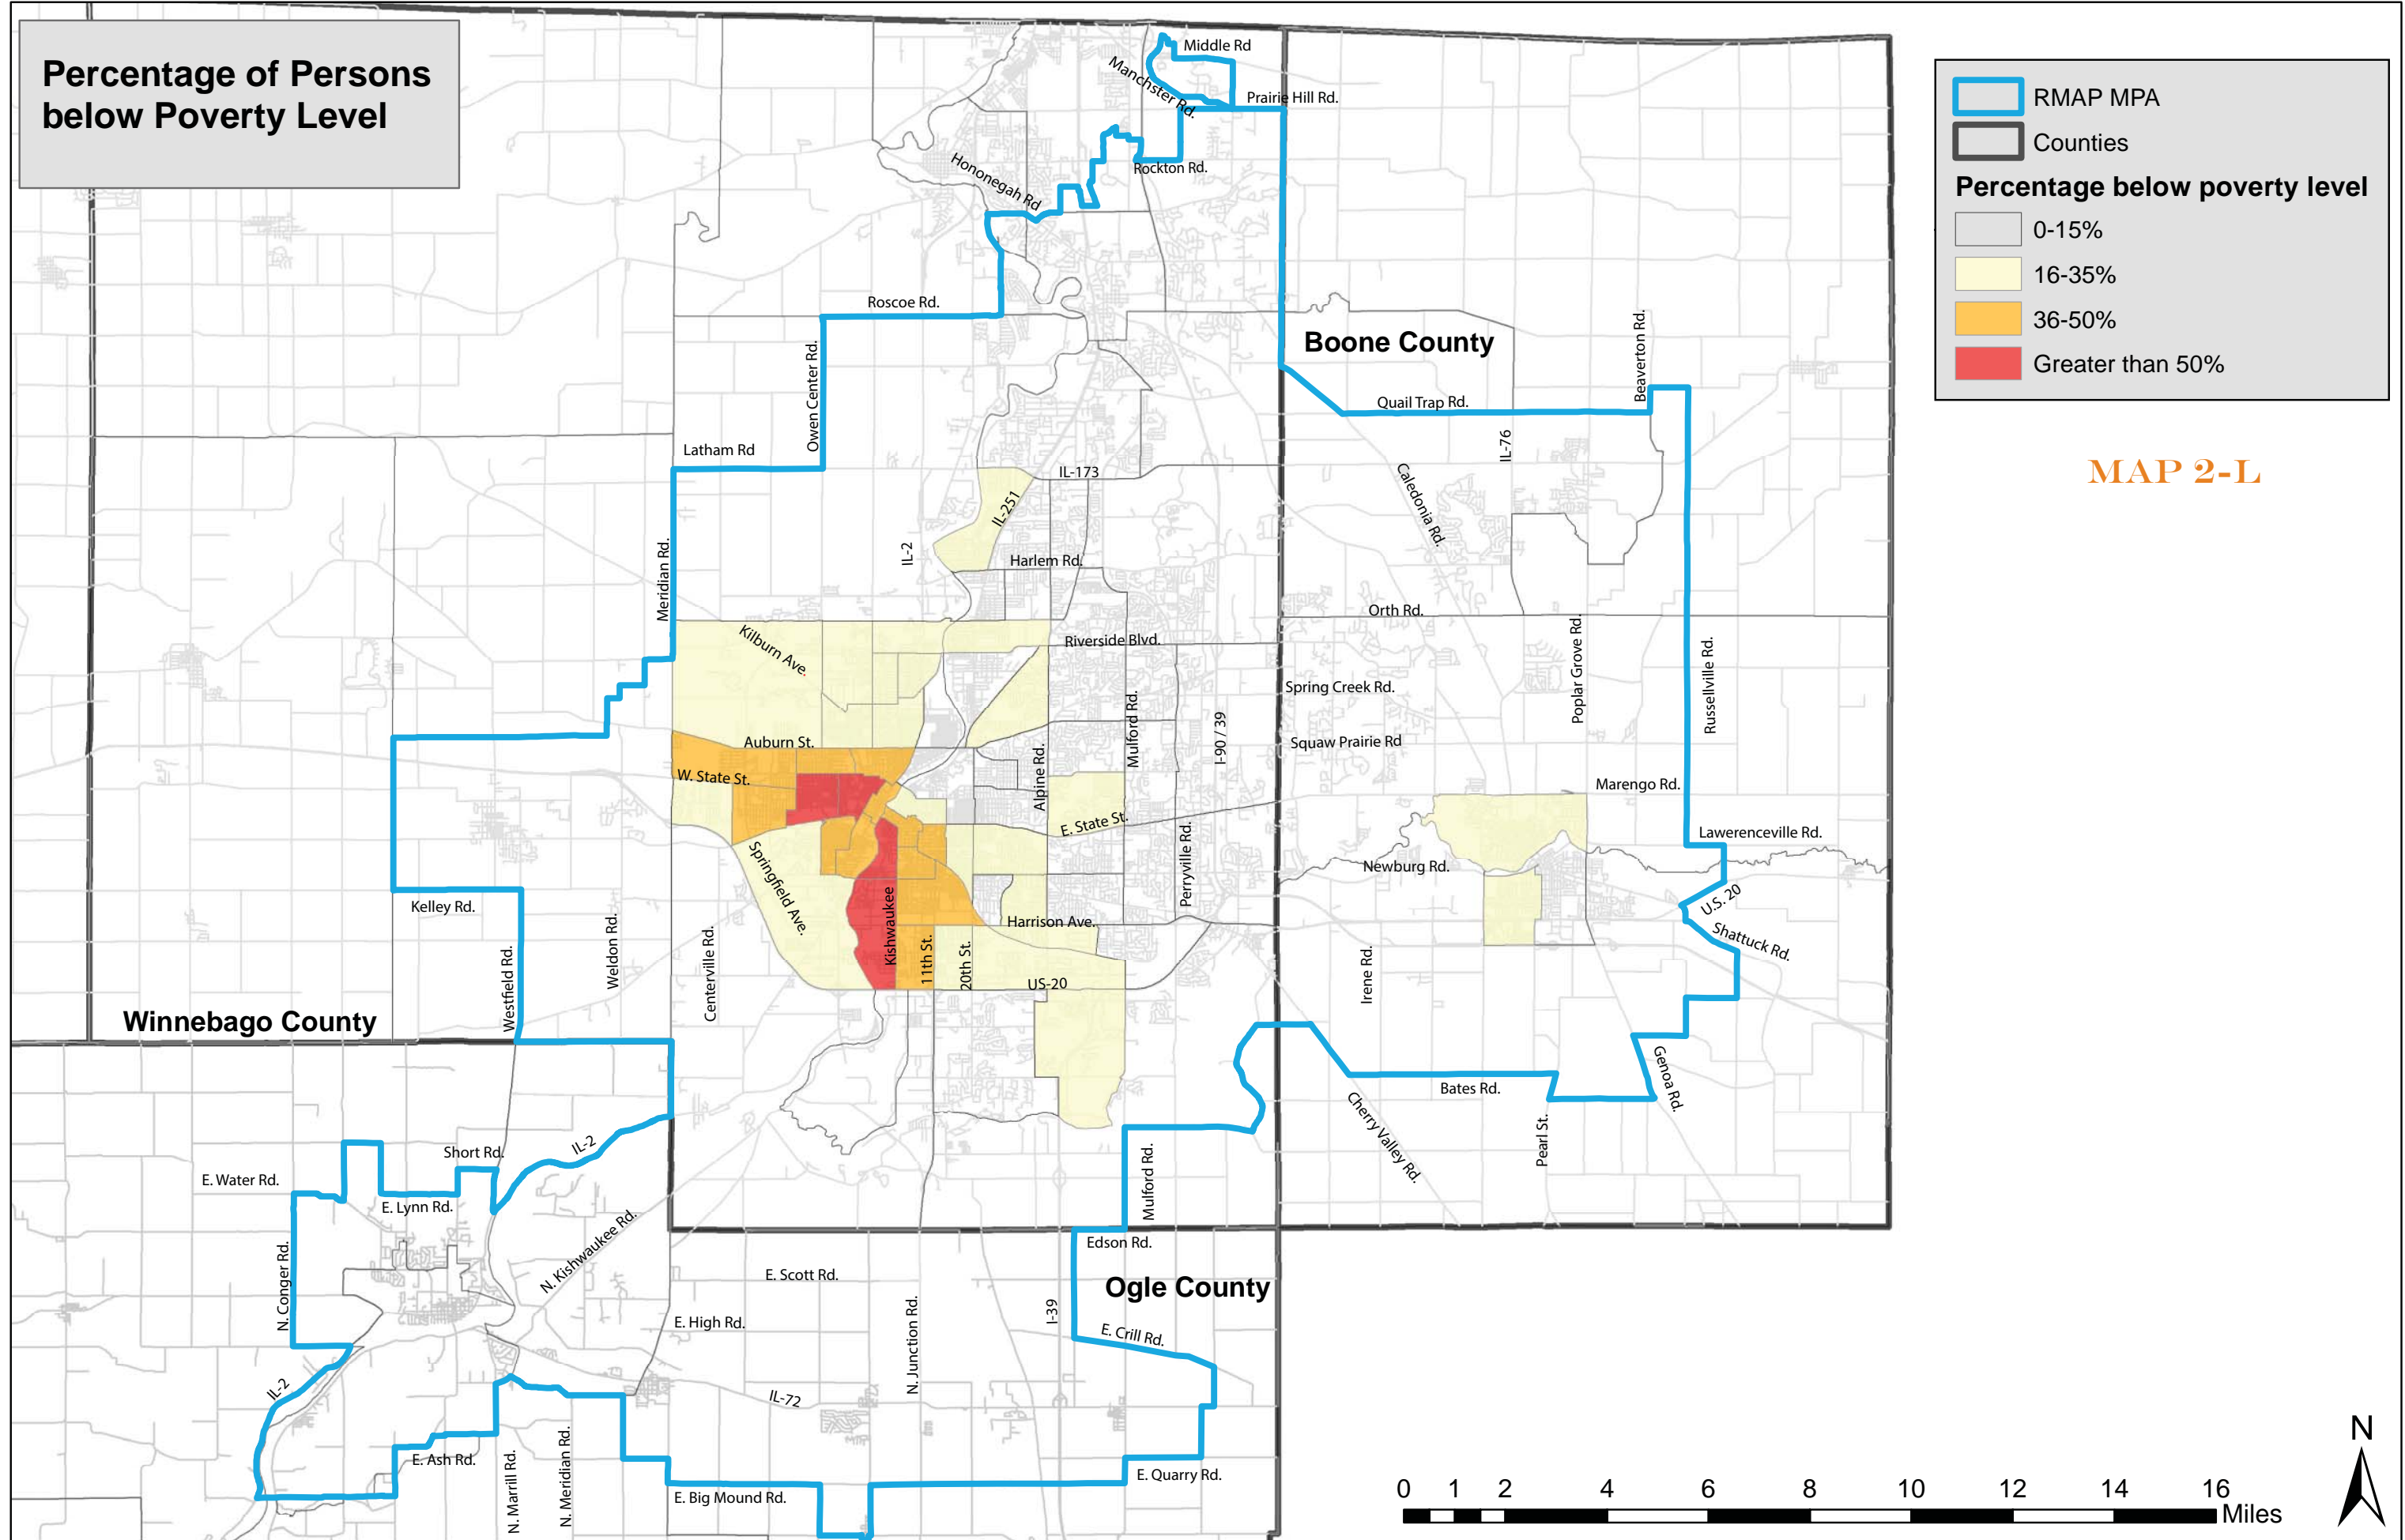 Percentage of Persons
below Poverty Level
RMAP MPA
Counties
Percentage below poverty level
0-15%
16-35%
36-50%
Greater than 50%
MAP 2-L
Middle Rd
Manchster Rd.
Prairie Hill Rd.
Rockton Rd.
Hononegah Rd
Roscoe Rd.
Owen Center Rd.
Boone County
Beaverton Rd.
Quail Trap Rd.
Latham Rd
IL-76
IL-173
Caledonia Rd.
IL-251
IL-2
Harlem Rd.
Meridian Rd.
Orth Rd.
Kilburn Ave.
Riverside Blvd.
Poplar Grove Rd.
Russellville Rd.
Spring Creek Rd.
Mulford Rd.
I-90 / 39
Auburn St.
Squaw Prairie Rd
W. State St.
Alpine Rd.
Marengo Rd.
E. State St.
Lawerenceville Rd.
Perryville Rd.
Springfield Ave.
Newburg Rd.
Kelley Rd.
Kishwaukee
U.S. 20
Harrison Ave.
Shattuck Rd.
Westfield Rd.
Weldon Rd.
Centerville Rd.
11th St.
20th St.
US-20
Irene Rd.
Winnebago County
Genoa Rd.
Bates Rd.
Cherry Valley Rd.
Pearl St.
Short Rd.
IL-2
E. Water Rd.
E. Lynn Rd.
Mulford Rd.
N. Kishwaukee Rd.
N. Conger Rd.
Edson Rd.
E. Scott Rd.
Ogle County
E. High Rd.
N. Junction Rd.
I-39
E. Crill Rd.
IL-2
IL-72
E. Ash Rd.
N. Marrill Rd.
N. Meridian Rd.
E. Big Mound Rd.
E. Quarry Rd.
N
0 1 2 4 6 8 10 12 14 16
Miles